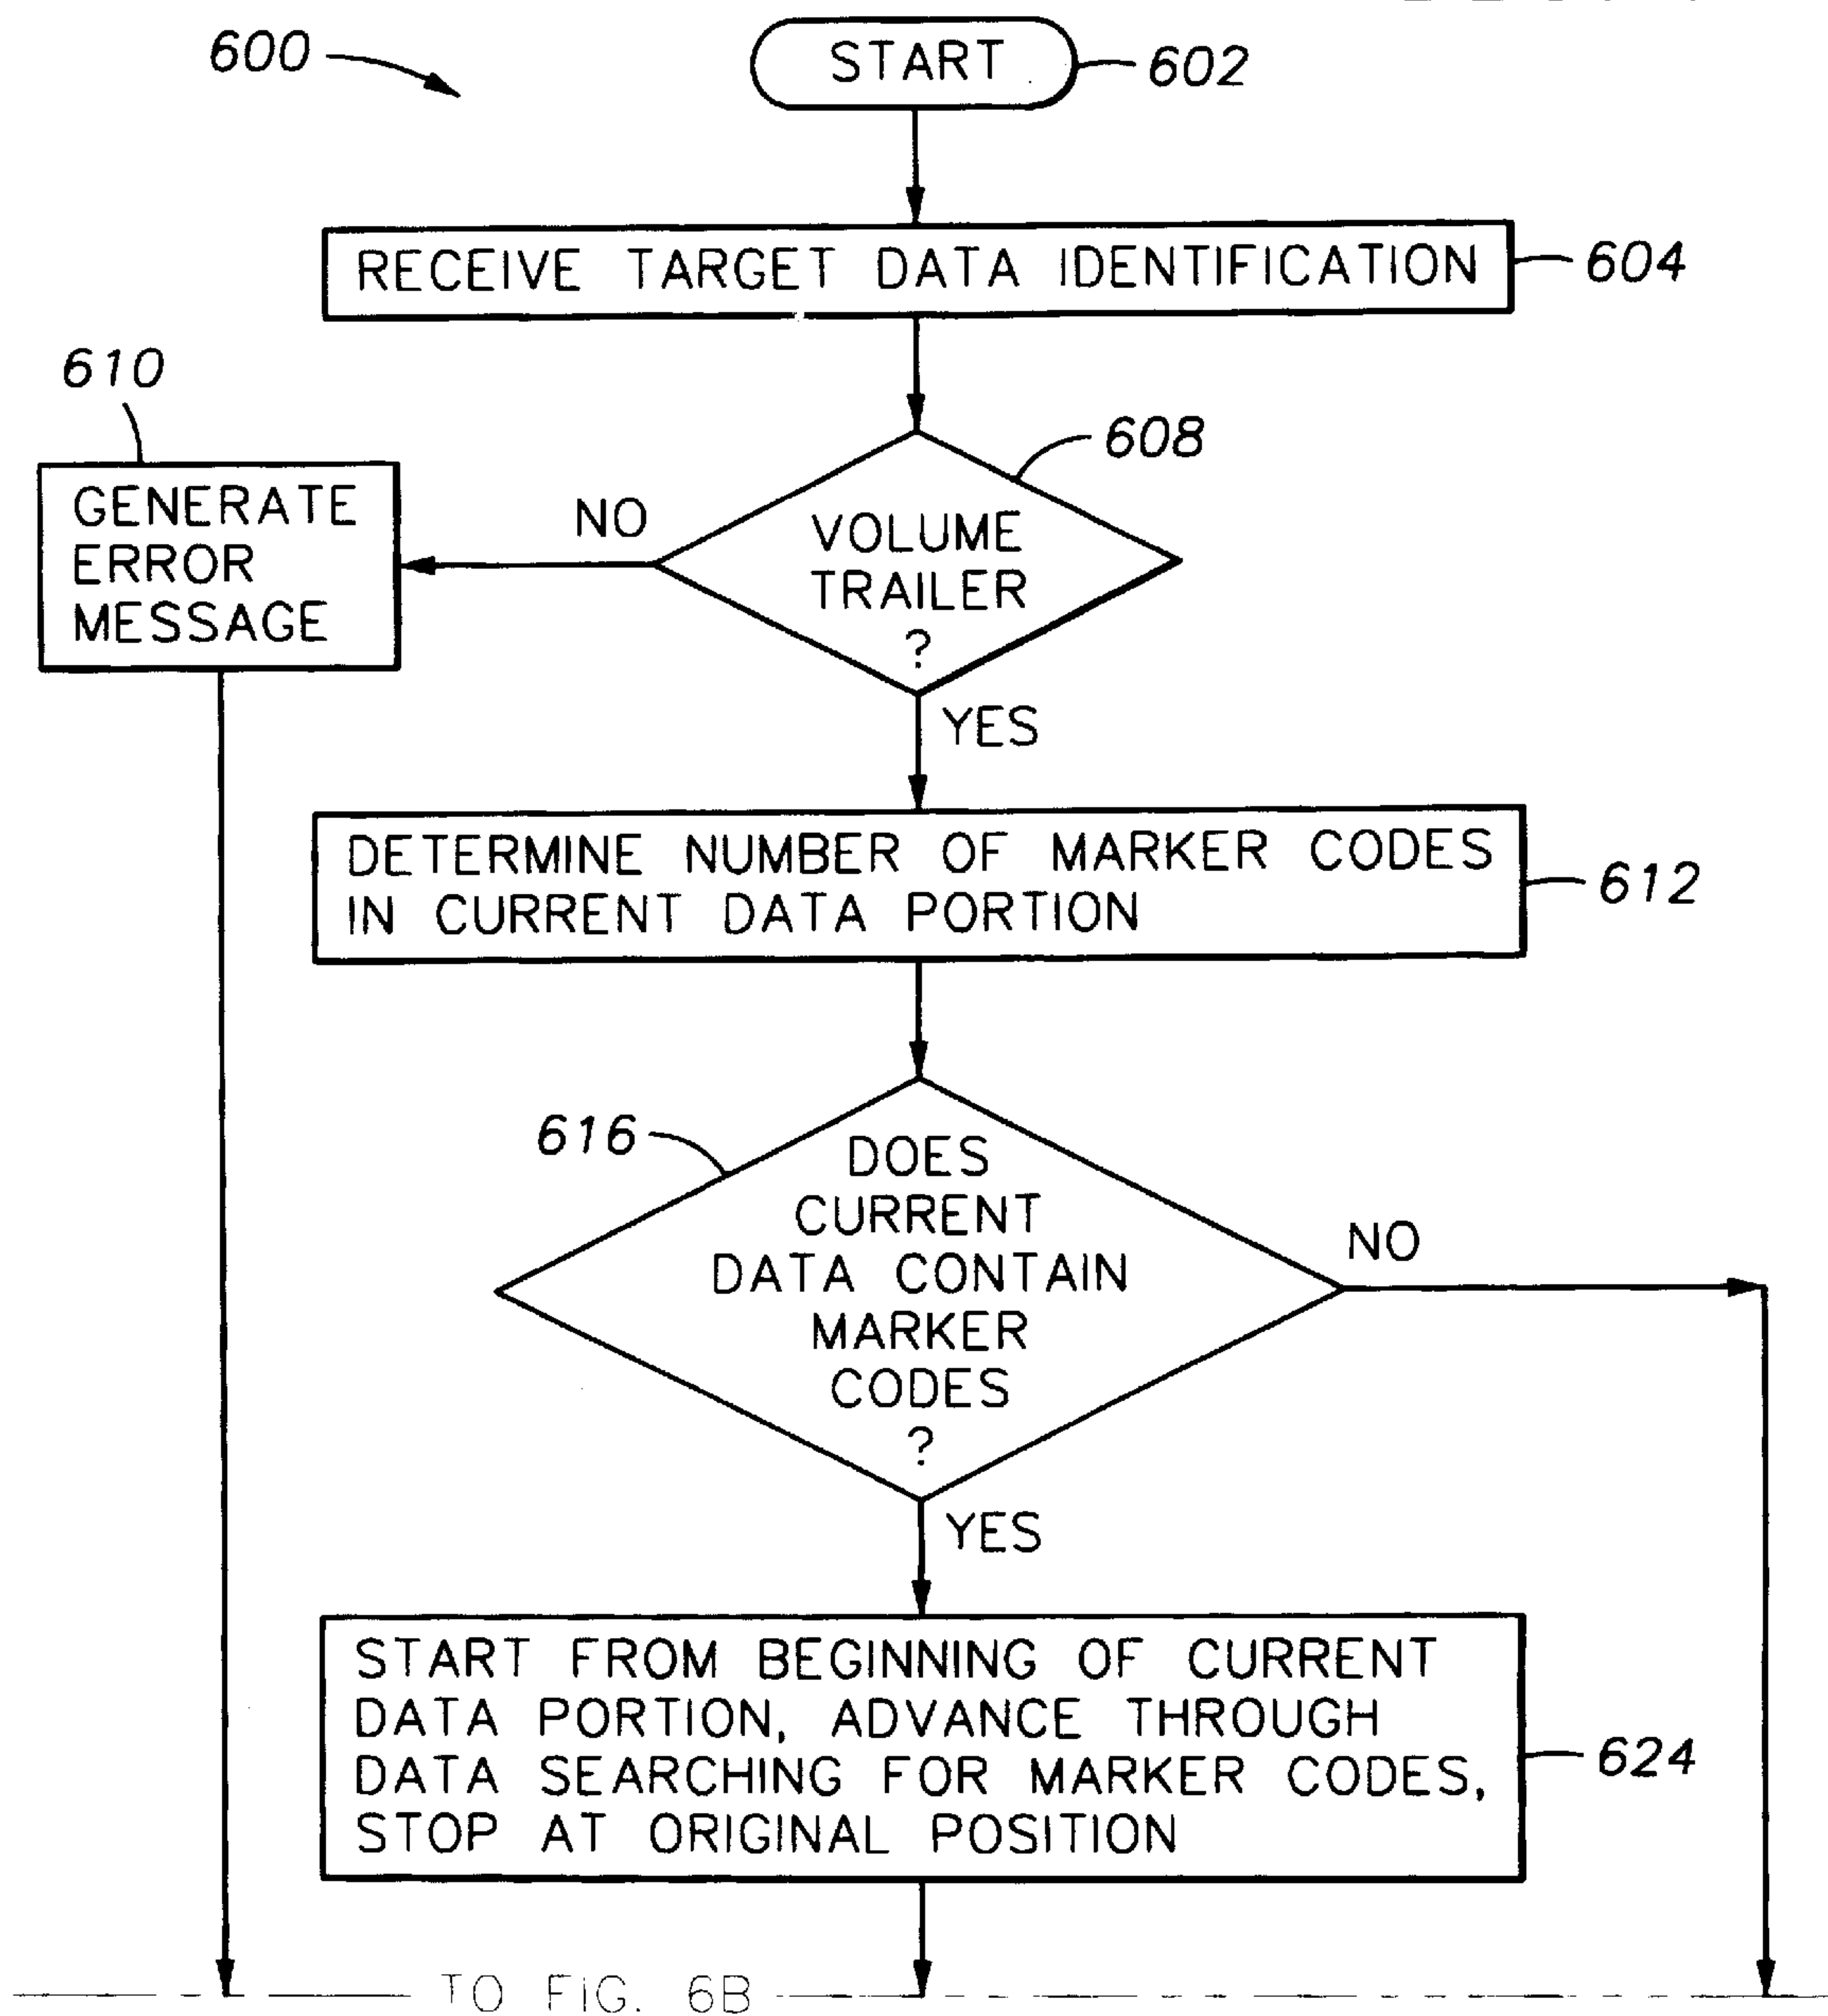 600
START
602
RECEIVE TARGET DATA IDENTIFICATION
604
610
608
GENERATE
ERROR
MESSAGE
NO
VOLUME
TRAILER
?
YES
DETERMINE NUMBER OF MARKER CODES
IN CURRENT DATA PORTION
612
616
DOES
CURRENT
DATA CONTAIN
MARKER
CODES
?
NO
YES
START FROM BEGINNING OF CURRENT
DATA PORTION, ADVANCE THROUGH
DATA SEARCHING FOR MARKER CODES,
STOP AT ORIGINAL POSITION
624
TO FIG. 6B